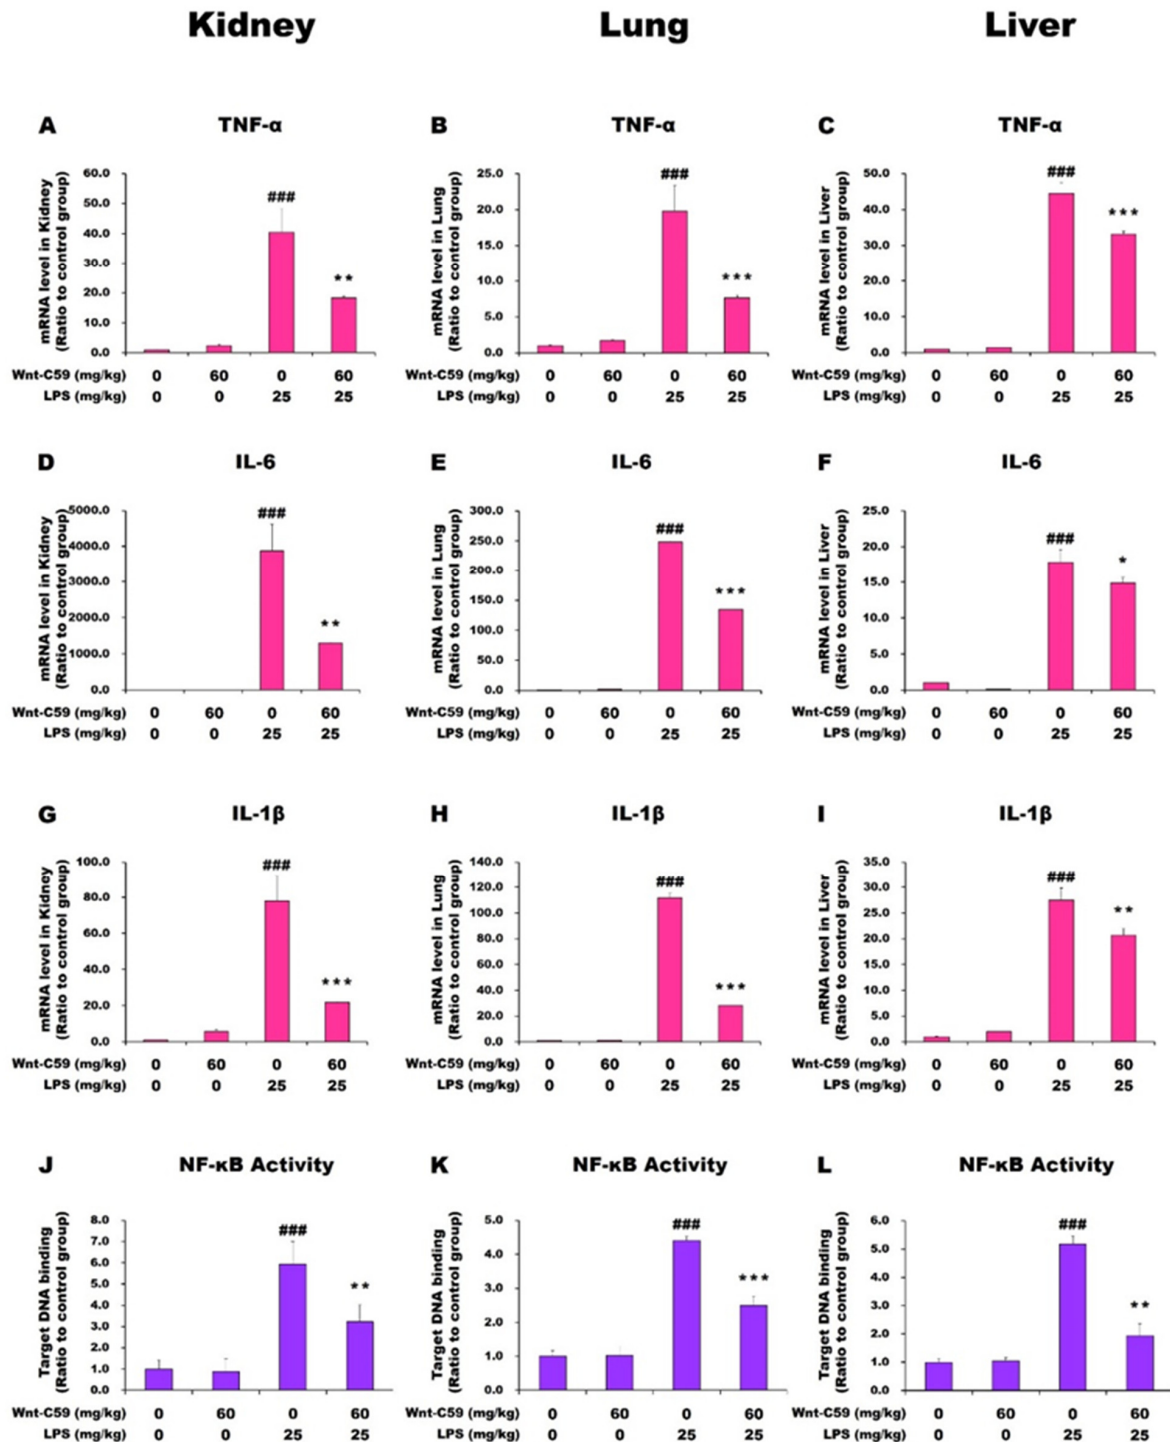 Kidney Lung Liver
A TNF-α B TNF-α C TNF-α
mRNA level in Kidney
(Ratio to control group)
60.0
50.0
40.0
30.0
20.0
10.0
0.0
###
**
Wnt-C59 (mg/kg) 0 60 0 60
LPS (mg/kg) 0 0 25 25
mRNA level in Lung
(Ratio to control group)
25.0
20.0
15.0
10.0
5.0
0.0
###
***
Wnt-C59 (mg/kg) 0 60 0 60
LPS (mg/kg) 0 0 25 25
mRNA level in Liver
(Ratio to control group)
50.0
40.0
30.0
20.0
10.0
0.0
###
***
Wnt-C59 (mg/kg) 0 60 0 60
LPS (mg/kg) 0 0 25 25
D IL-6 E IL-6 F IL-6
mRNA level in Kidney
(Ratio to control group)
5000.0
4000.0
3000.0
2000.0
1000.0
0.0
###
**
Wnt-C59 (mg/kg) 0 60 0 60
LPS (mg/kg) 0 0 25 25
mRNA level in Lung
(Ratio to control group)
300.0
250.0
200.0
150.0
100.0
50.0
0.0
###
***
Wnt-C59 (mg/kg) 0 60 0 60
LPS (mg/kg) 0 0 25 25
mRNA level in Liver
(Ratio to control group)
25.0
20.0
15.0
10.0
5.0
0.0
###
*
Wnt-C59 (mg/kg) 0 60 0 60
LPS (mg/kg) 0 0 25 25
G IL-1β H IL-1β I IL-1β
mRNA level in Kidney
(Ratio to control group)
100.0
80.0
60.0
40.0
20.0
0.0
###
***
Wnt-C59 (mg/kg) 0 60 0 60
LPS (mg/kg) 0 0 25 25
mRNA level in Lung
(Ratio to control group)
140.0
120.0
100.0
80.0
60.0
40.0
20.0
0.0
###
***
Wnt-C59 (mg/kg) 0 60 0 60
LPS (mg/kg) 0 0 25 25
mRNA level in Liver
(Ratio to control group)
35.0
30.0
25.0
20.0
15.0
10.0
5.0
0.0
###
**
Wnt-C59 (mg/kg) 0 60 0 60
LPS (mg/kg) 0 0 25 25
J NF-κB Activity K NF-κB Activity L NF-κB Activity
Target DNA binding
(Ratio to control group)
8.0
7.0
6.0
5.0
4.0
3.0
2.0
1.0
0.0
###
**
Wnt-C59 (mg/kg) 0 60 0 60
LPS (mg/kg) 0 0 25 25
Target DNA binding
(Ratio to control group)
5.0
4.0
3.0
2.0
1.0
0.0
###
***
Wnt-C59 (mg/kg) 0 60 0 60
LPS (mg/kg) 0 0 25 25
Target DNA binding
(Ratio to control group)
6.0
5.0
4.0
3.0
2.0
1.0
0.0
###
**
Wnt-C59 (mg/kg) 0 60 0 60
LPS (mg/kg) 0 0 25 25